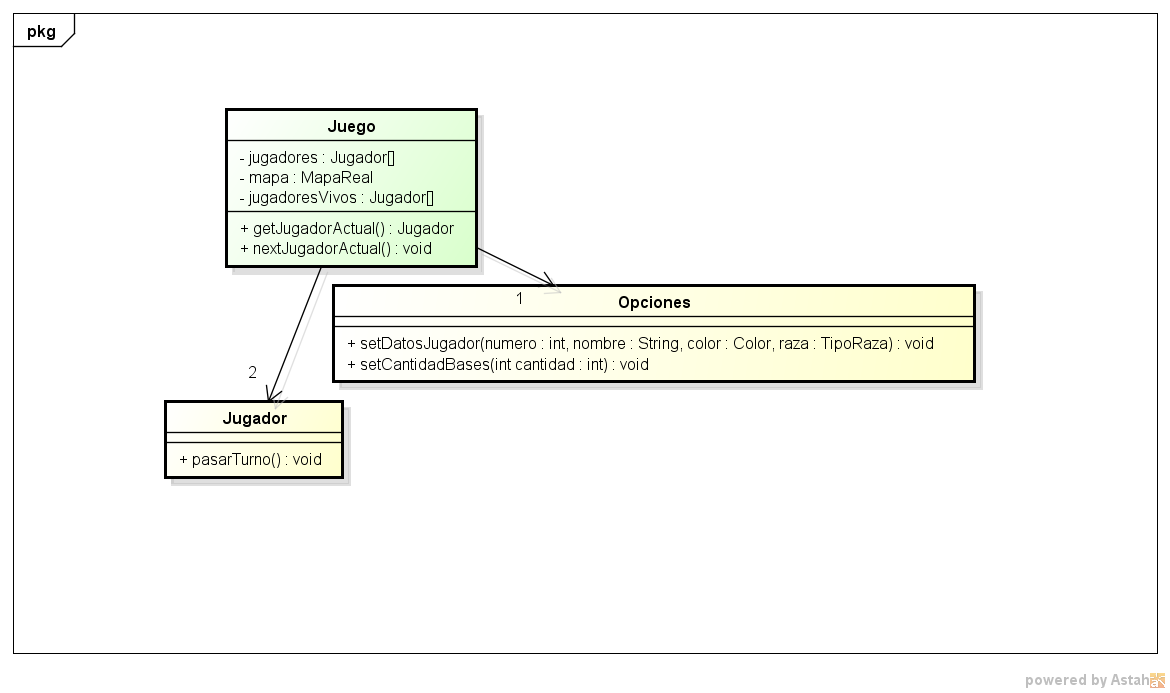 pkg
Juego
- jugadores : Jugador[]
- mapa : MapaReal
- jugadoresVivos : Jugador[]
+ getJugadorActual() : Jugador
+ nextJugadorActual() : void
1
Opciones
+ setDatosJugador(numero : int, nombre : String, color : Color, raza : TipoRaza) : void
+ setCantidadBases(int cantidad : int) : void
2
Jugador
+ pasarTurno() : void
powered by Astah